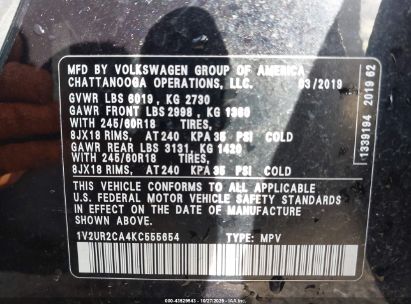 MFD BY VOLKSWAGEN GROUP OF AMERICA
CHATTANOOGA OPERATIONS, LLC. 03/2019
GVWR LBS 6019 , KG 2730
GAWR FRONT LBS 2998 , KG 1360
WITH 245/60R18 TIRES,
8JX18 RIMS, AT 240 KPA 35 PSI COLD
GAWR REAR LBS 3131, KG 1420
WITH 245/60R18 TIRES,
8JX18 RIMS, AT 240 KPA 35 PSI COLD
THIS VEHICLE CONFORMS TO ALL APPLICABLE
U.S. FEDERAL MOTOR VEHICLE SAFETY STANDARDS
IN EFFECT ON THE DATE OF MANUFACTURE
SHOWN ABOVE.
1V2UR2CA4KC555654 TYPE: MPV
1339194 2019 62